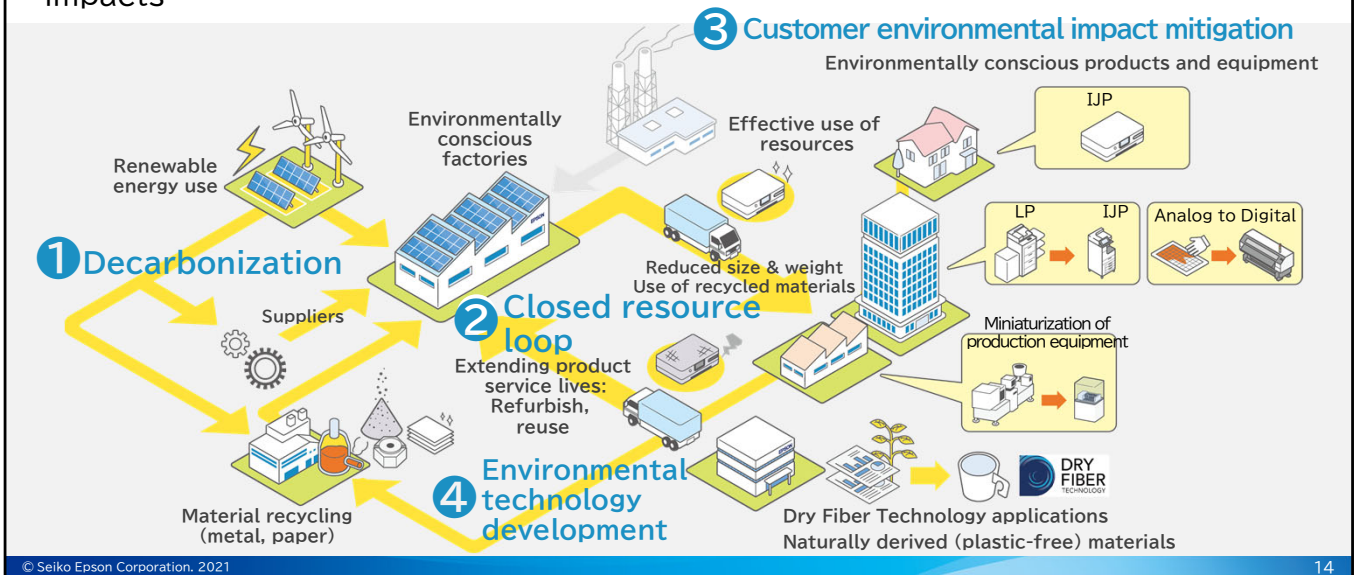 impacts
3 Customer environmental impact mitigation
Environmentally conscious products and equipment
IJP
Environmentally
conscious
factories
Effective use of
resources
Renewable
energy use
EPSON
LP
IJP
Analog to Digital
1 Decarbonization
Reduced size & weight
Use of recycled materials
Suppliers
2 Closed resource
loop
Extending product
service lives:
Refurbish,
reuse
Miniaturization of
production equipment
4 Environmental
technology
development
EPSON
DRY
FIBER
TECHNOLOGY
Material recycling
(metal, paper)
Dry Fiber Technology applications
Naturally derived (plastic-free) materials
© Seiko Epson Corporation. 2021
14